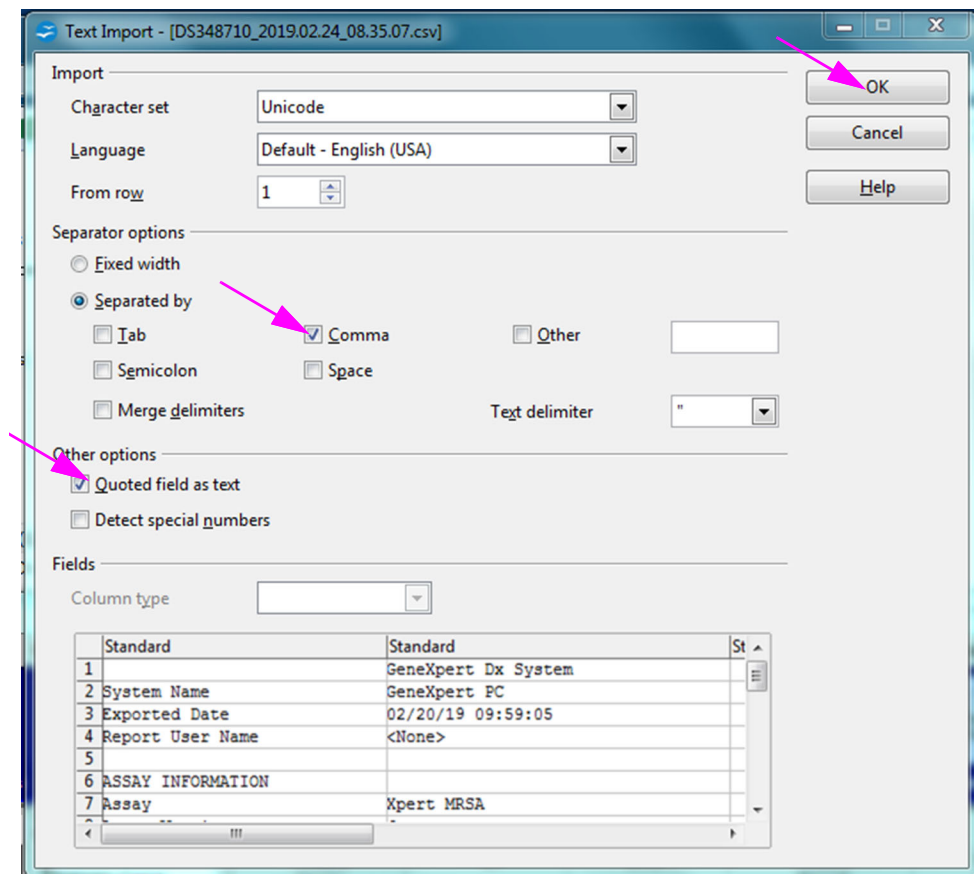 Text Import - [DS348710_2019.02.24_08.35.07.csv]
Import
OK
Character set Unicode
Cancel
Language Default - English (USA)
From row 1
Help
Separator options
Fixed width
Separated by
Tab Comma Other
Semicolon Space
Merge delimiters Text delimiter "
Other options
Quoted field as text
Detect special numbers
Fields
Column type
Standard Standard St
1 GeneXpert Dx System
2 System Name GeneXpert PC
3 Exported Date 02/20/19 09:59:05
4 Report User Name <None>
5
6 ASSAY INFORMATION
7 Assay Xpert MRSA